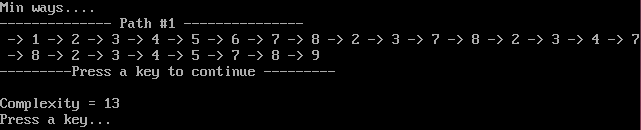 Min ways....
------------- Path #1 ---------------
-> 1 -> 2 -> 3 -> 4 -> 5 -> 6 -> 7 -> 8 -> 2 -> 3 -> 7 -> 8 -> 2 -> 3 -> 4 -> 7
-> 8 -> 2 -> 3 -> 4 -> 5 -> 7 -> 8 -> 9
---------Press a key to continue ---------
Complexity = 13
Press a key...